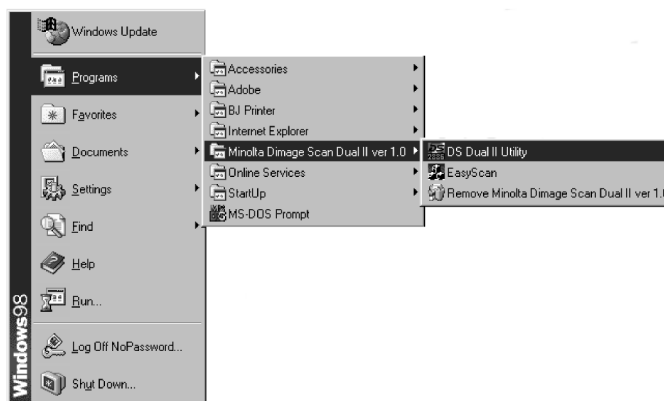 Windows Update
Programs
Favorites
Documents
Settings
Find
Help
Run...
Log Off NoPassword...
Shut Down...
Windows98
Accessories
Adobe
BJ Printer
Internet Explorer
Minolta Dimage Scan Dual II ver 1.0
Online Services
StartUp
MS-DOS Prompt
DS Dual II Utility
EasyScan
Remove Minolta Dimage Scan Dual II ver 1.0